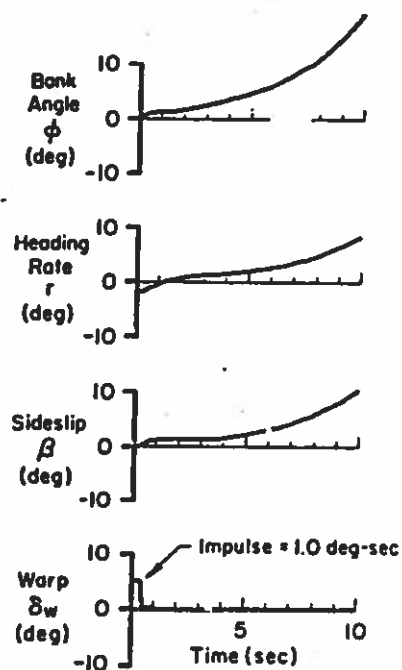 Bank
Angle
ϕ
(deg)
10
0
-10
Heading
Rate
r
(deg)
10
0
-10
Sideslip
β
(deg)
10
0
-10
Impulse = 1.0 deg-sec
Warp
δw
(deg)
10
0
-10
5
10
Time (sec)